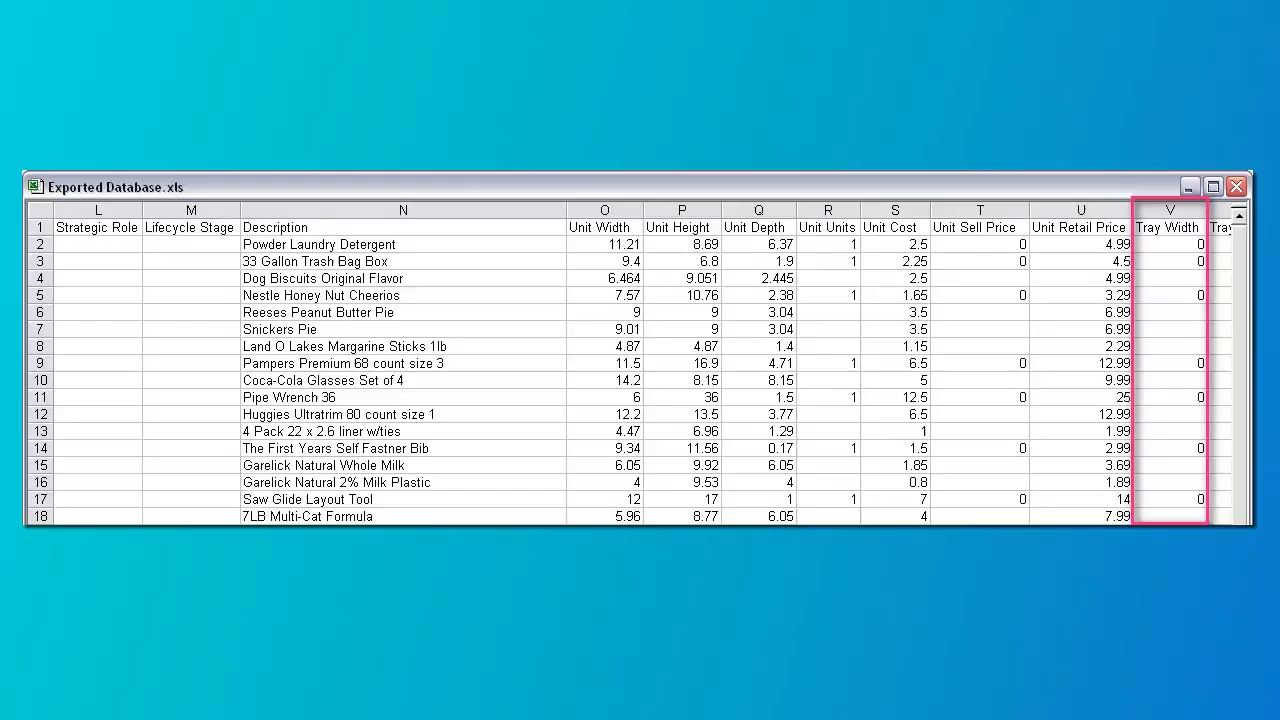 Exported Database.xls
L M N O P Q R S T U V
1 Strategic Role Lifecycle Stage Description Unit Width Unit Height Unit Depth Unit Units Unit Cost Unit Sell Price Unit Retail Price Tray Width Tray
2 Powder Laundry Detergent 11.21 8.69 6.37 1 2.5 0 4.99 0
3 33 Gallon Trash Bag Box 9.4 6.8 1.9 1 2.25 0 4.5 0
4 Dog Biscuits Original Flavor 6.464 9.051 2.445 2.5 4.99
5 Nestle Honey Nut Cheerios 7.57 10.76 2.38 1 1.65 0 3.29 0
6 Reeses Peanut Butter Pie 9 9 3.04 3.5 6.99
7 Snickers Pie 9.01 9 3.04 3.5 6.99
8 Land O Lakes Margarine Sticks 1lb 4.87 4.87 1.4 1.15 2.29
9 Pampers Premium 68 count size 3 11.5 16.9 4.71 1 6.5 0 12.99 0
10 Coca-Cola Glasses Set of 4 14.2 8.15 8.15 5 9.99
11 Pipe Wrench 36 6 36 1.5 1 12.5 0 25 0
12 Huggies Ultratrim 80 count size 1 12.2 13.5 3.77 6.5 12.99
13 4 Pack 22 x 2.6 liner w/ties 4.47 6.96 1.29 1 1.99
14 The First Years Self Fastner Bib 9.34 11.56 0.17 1 1.5 0 2.99 0
15 Garelick Natural Whole Milk 6.05 9.92 6.05 1.85 3.69
16 Garelick Natural 2% Milk Plastic 4 9.53 4 0.8 1.89
17 Saw Glide Layout Tool 12 17 1 1 7 0 14 0
18 7LB Multi-Cat Formula 5.96 8.77 6.05 4 7.99